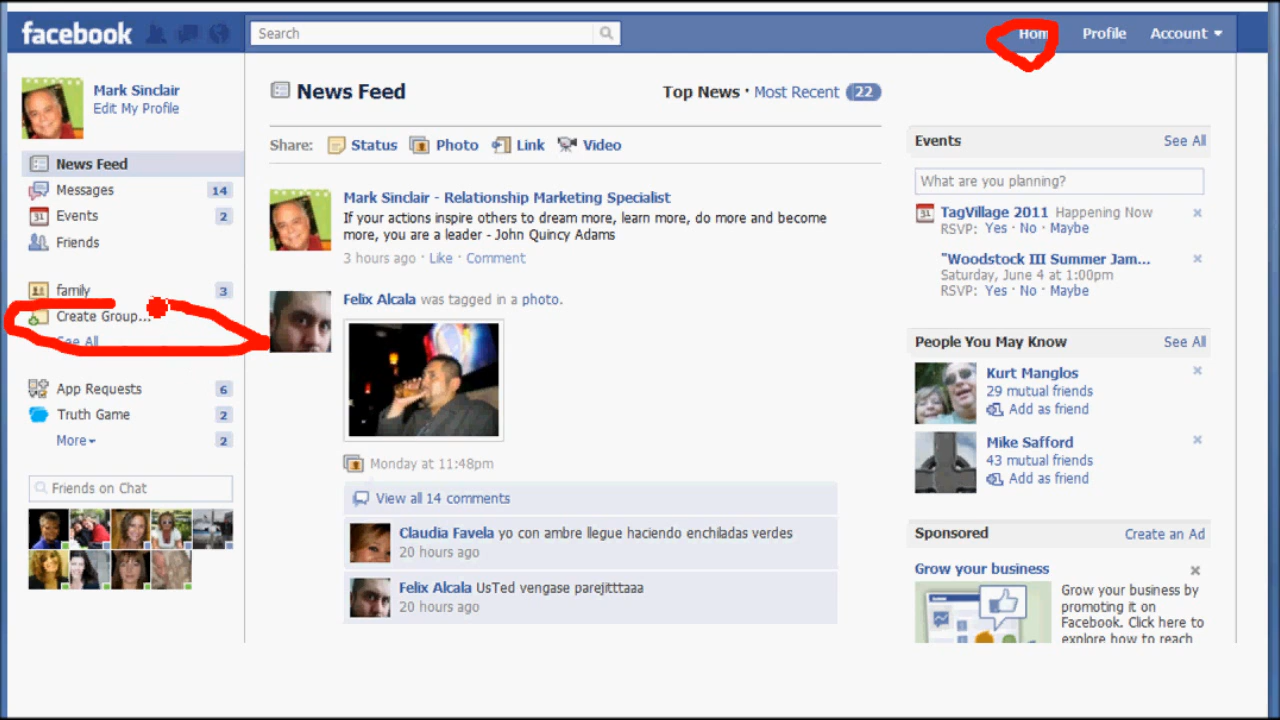 facebook
Search
Home
Profile
Account
Mark Sinclair
Edit My Profile
News Feed
Messages 14
Events 2
Friends
family 3
Create Group...
See All
App Requests 6
Truth Game 2
More 2
Friends on Chat
News Feed
Top News · Most Recent 22
Share: Status Photo Link Video
Mark Sinclair - Relationship Marketing Specialist
If your actions inspire others to dream more, learn more, do more and become
more, you are a leader - John Quincy Adams
3 hours ago · Like · Comment
Felix Alcala was tagged in a photo.
Monday at 11:48pm
View all 14 comments
Claudia Favela yo con ambre llegue haciendo enchiladas verdes
20 hours ago
Felix Alcala UsTed vengase parejitttaaa
20 hours ago
Events See All
What are you planning?
31 TagVillage 2011 Happening Now
RSVP: Yes · No · Maybe
"Woodstock III Summer Jam...
Saturday, June 4 at 1:00pm
RSVP: Yes · No · Maybe
People You May Know See All
Kurt Manglos
29 mutual friends
Add as friend
Mike Safford
43 mutual friends
Add as friend
Sponsored Create an Ad
Grow your business
Grow your business by
promoting it on
Facebook. Click here to
explore how to reach